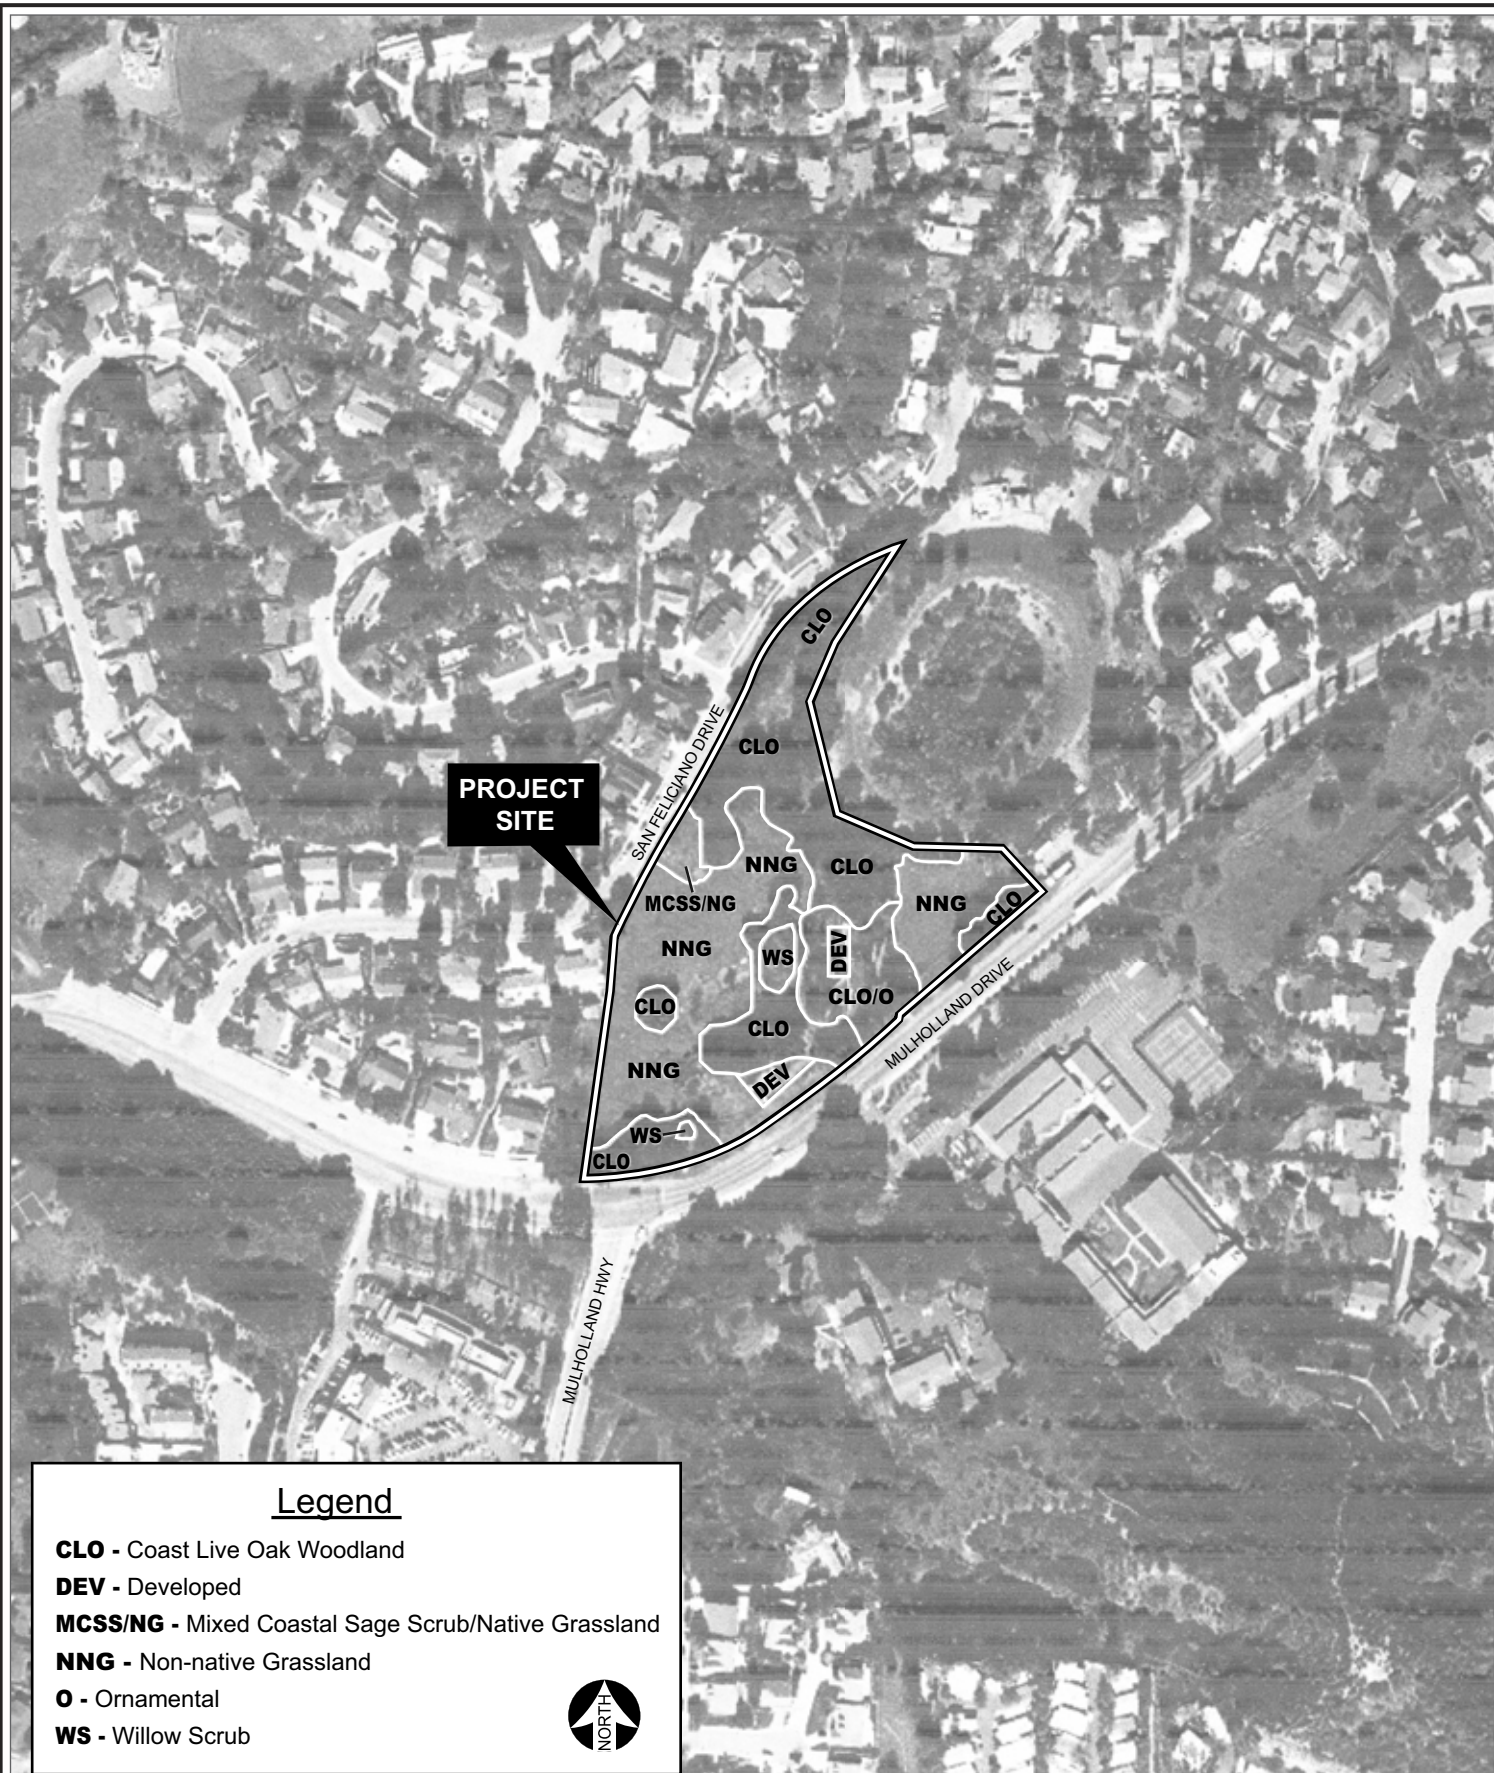 CLO
SAN FELICIANO DRIVE
CLO
PROJECT
SITE
NNG
CLO
MCSS/NG
NNG
CLO
NNG
WS
DEV
CLO
CLO/O
CLO
MULHOLLAND DRIVE
NNG
DEV
WS
CLO
MULHOLLAND HWY
Legend
CLO - Coast Live Oak Woodland
DEV - Developed
MCSS/NG - Mixed Coastal Sage Scrub/Native Grassland
NNG - Non-native Grassland
O - Ornamental
WS - Willow Scrub
NORTH